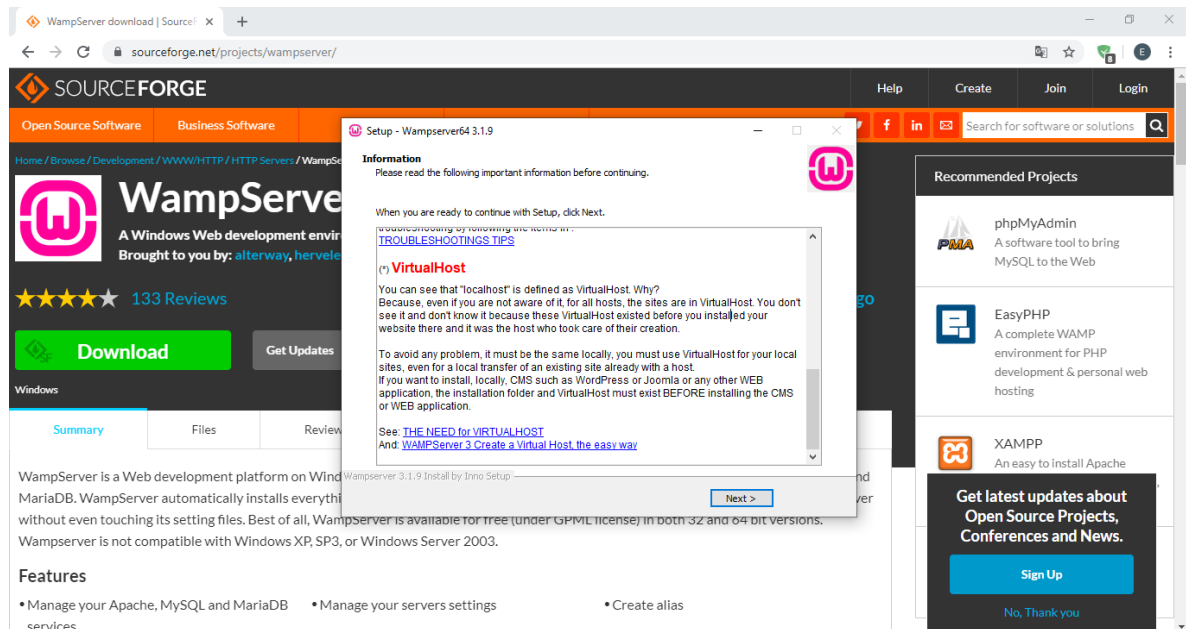 WampServer download | SourceF
sourceforge.net/projects/wampserver/
8
E
SOURCEFORGE
Help Create Join Login
Open Source Software Business Software
f in Search for software or solutions
Home / Browse / Development / WWW/HTTP / HTTP Servers / WampSe
WampServe
A Windows Web development envir
Brought to you by: alterway, hervele
133 Reviews
go
Download
Get Updates
Windows
Summary Files Review
WampServer is a Web development platform on Wind
nd
MariaDB. WampServer automatically installs everythi
ver
without even touching its setting files. Best of all, WampServer is available for free (under GPML license) in both 32 and 64 bit versions.
Wampserver is not compatible with Windows XP, SP3, or Windows Server 2003.
Features
• Manage your Apache, MySQL and MariaDB
services
• Manage your servers settings
• Create alias
Setup - Wampserver64 3.1.9
Information
Please read the following important information before continuing.
When you are ready to continue with Setup, click Next.
TROUBLESHOOTINGS TIPS
(*) VirtualHost
You can see that "localhost" is defined as VirtualHost. Why?
Because, even if you are not aware of it, for all hosts, the sites are in VirtualHost. You don't
see it and don't know it because these VirtualHost existed before you installed your
website there and it was the host who took care of their creation.
To avoid any problem, it must be the same locally, you must use VirtualHost for your local
sites, even for a local transfer of an existing site already with a host.
If you want to install, locally, CMS such as WordPress or Joomla or any other WEB
application, the installation folder and VirtualHost must exist BEFORE installing the CMS
or WEB application.
See: THE NEED for VIRTUALHOST
And: WAMPServer 3 Create a Virtual Host, the easy way
Wampserver 3.1.9 Install by Inno Setup
Next >
Recommended Projects
phpMyAdmin
A software tool to bring
MySQL to the Web
PMA
EasyPHP
A complete WAMP
environment for PHP
development & personal web
hosting
XAMPP
An easy to install Apache
Get latest updates about
Open Source Projects,
Conferences and News.
Sign Up
No, Thank you